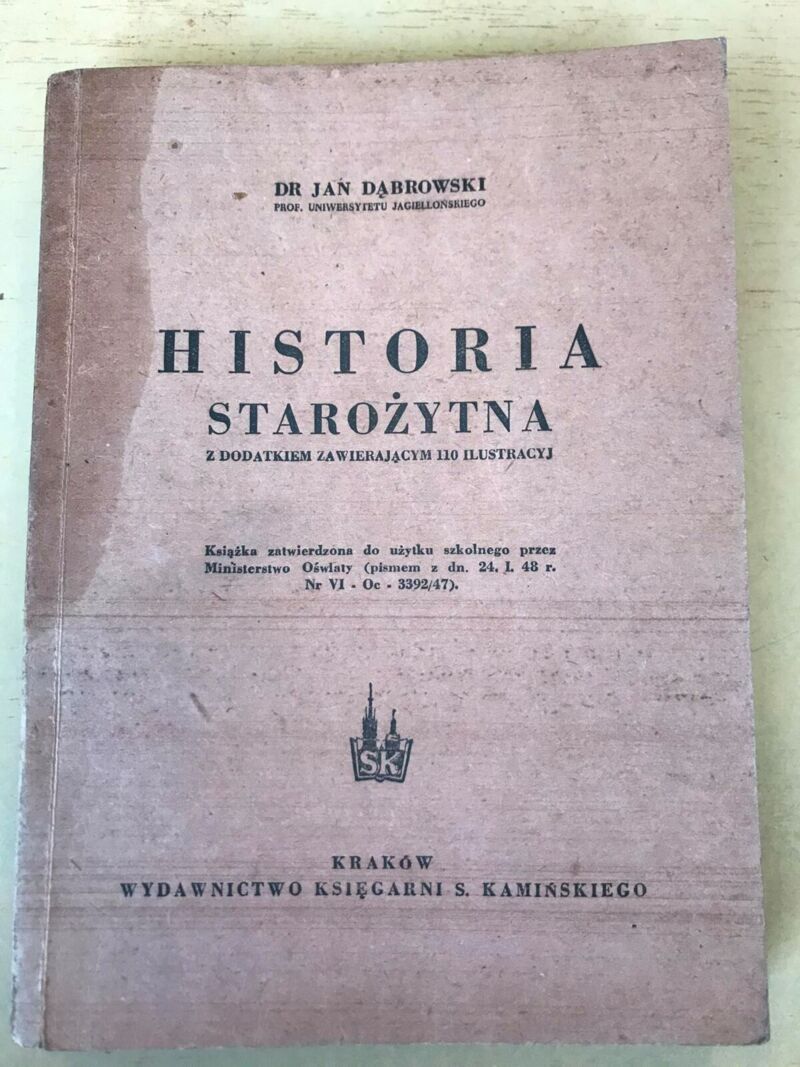 DR JAN DĄBROWSKI
PROF. UNIWERSYTETU JAGIELLOŃSKIEGO
HISTORIA
STAROŻYTNA
Z DODATKIEM ZAWIERAJĄCYM 110 ILUSTRACYJ
Książka zatwierdzona do użytku szkolnego przez
Ministerstwo Oświaty (pismem z dn. 24. I. 48 r.
Nr VI - Oc - 3392/47).
SK
KRAKÓW
WYDAWNICTWO KSIĘGARNI S. KAMIŃSKIEGO